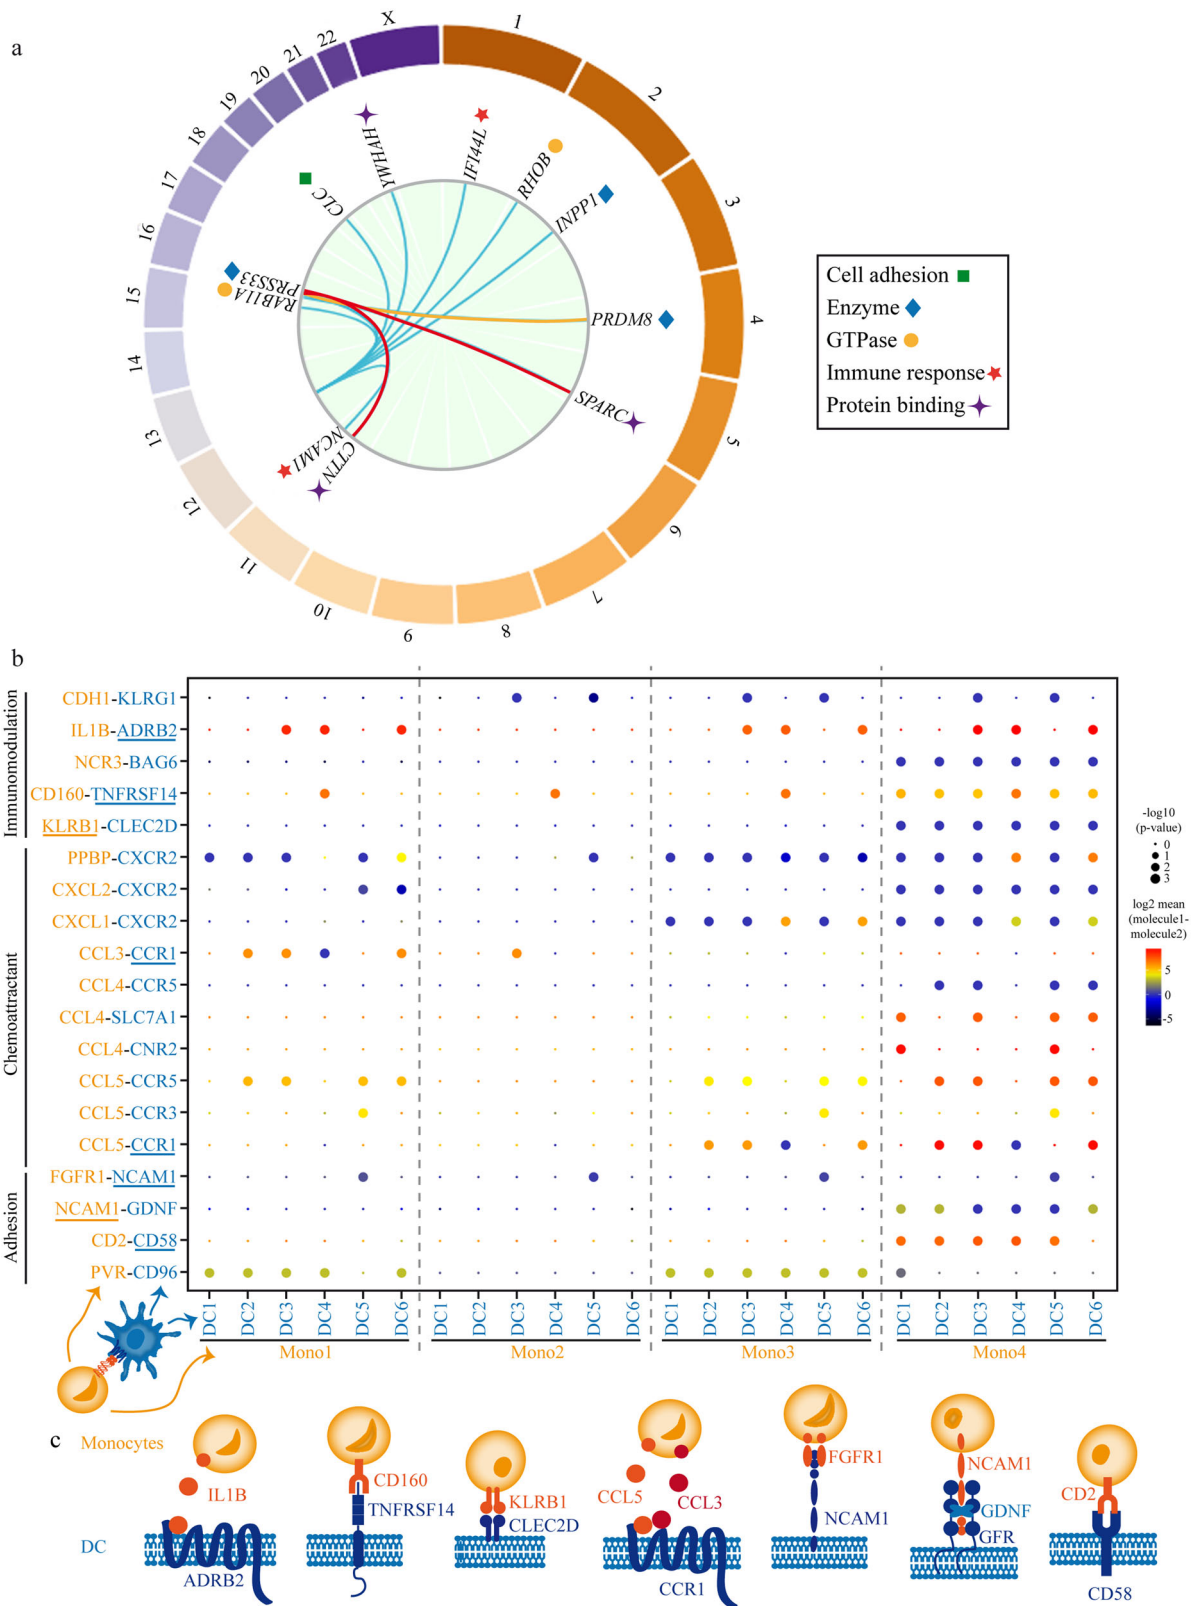 a
X
1
2
3
4
5
6
7
8
9
10
11
12
13
14
15
16
17
18
19
20
21
22
YWHAH
IFI44L
RHOB
INPP1
CLC
PRSS33
RAB11A
PRDM8
SPARC
NCAM1
CTTN
Cell adhesion
Enzyme
GTPase
Immune response
Protein binding
b
Immunomodulation
CDH1-KLRG1
IL1B-ADRB2
NCR3-BAG6
CD160-TNFRSF14
KLRB1-CLEC2D
Chemoattractant
PPBP-CXCR2
CXCL2-CXCR2
CXCL1-CXCR2
CCL3-CCR1
CCL4-CCR5
CCL4-SLC7A1
CCL4-CNR2
CCL5-CCR5
CCL5-CCR3
CCL5-CCR1
Adhesion
FGFR1-NCAM1
NCAM1-GDNF
CD2-CD58
PVR-CD96
-log10
(p-value)
0
1
2
3
log2 mean
(molecule1-
molecule2)
5
0
-5
DC1 DC2 DC3 DC4 DC5 DC6 DC1 DC2 DC3 DC4 DC5 DC6 DC1 DC2 DC3 DC4 DC5 DC6 DC1 DC2 DC3 DC4 DC5 DC6
Mono1 Mono2 Mono3 Mono4
c
Monocytes
DC
IL1B
ADRB2
CD160
TNFRSF14
KLRB1
CLEC2D
CCL5
CCL3
CCR1
FGFR1
NCAM1
NCAM1
GDNF
GFR
CD2
CD58